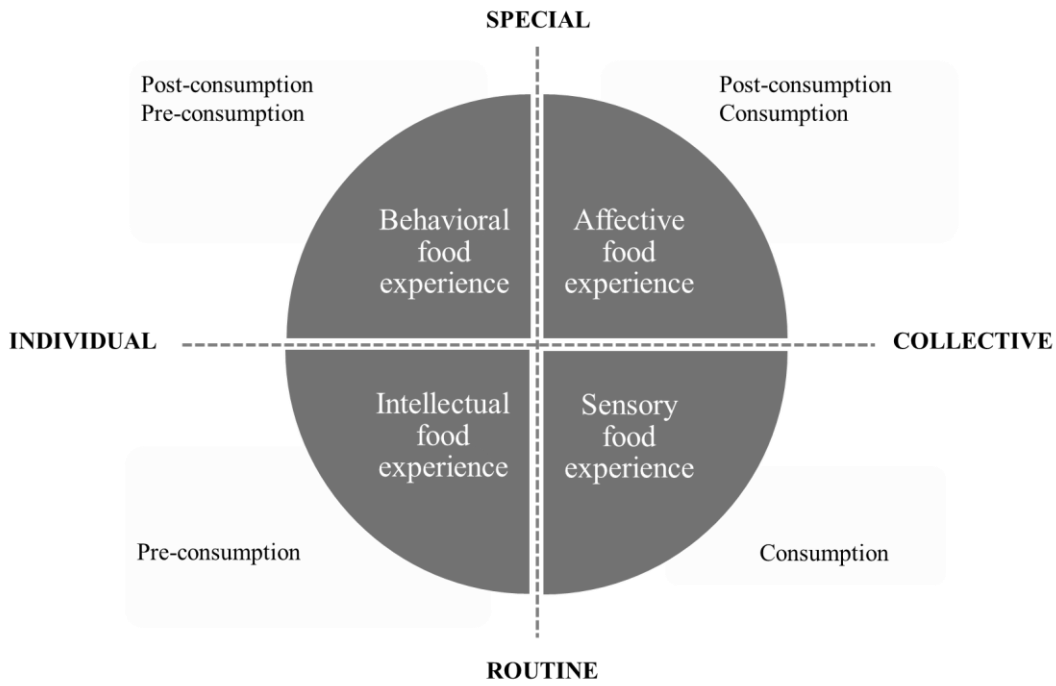 SPECIAL
Post-consumption
Pre-consumption
Post-consumption
Consumption
Behavioral
food
experience
Affective
food
experience
INDIVIDUAL
COLLECTIVE
Intellectual
food
experience
Sensory
food
experience
Pre-consumption
Consumption
ROUTINE